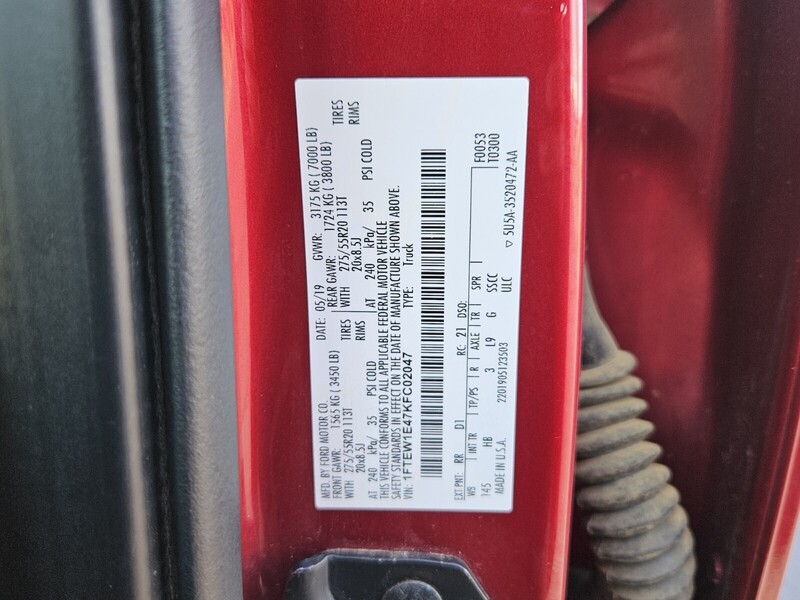 MFD. BY FORD MOTOR CO.
DATE: 05/19 GVWR: 3175 KG ( 7000 LB)
FRONT GAWR: 1565 KG ( 3450 LB) REAR GAWR: 1724 KG ( 3800 LB)
WITH 275/55R20 113T TIRES WITH 275/55R20 113T TIRES
20x8.5J RIMS 20x8.5J RIMS
AT 240 kPa/ 35 PSI COLD AT 240 kPa/ 35 PSI COLD
THIS VEHICLE CONFORMS TO ALL APPLICABLE FEDERAL MOTOR VEHICLE
SAFETY STANDARDS IN EFFECT ON THE DATE OF MANUFACTURE SHOWN ABOVE.
VIN: 1FTEW1E47KFC02047 TYPE: Truck
F0053
T0300
EXT PNT: RR D1 RC: 21 DSO:
WB INT TR TP/PS R AXLE TR SPR
145 HB 3 L9 G SSCC
MADE IN U.S.A. 2201905123503 ULC ▽ 5U5A-3520472-AA